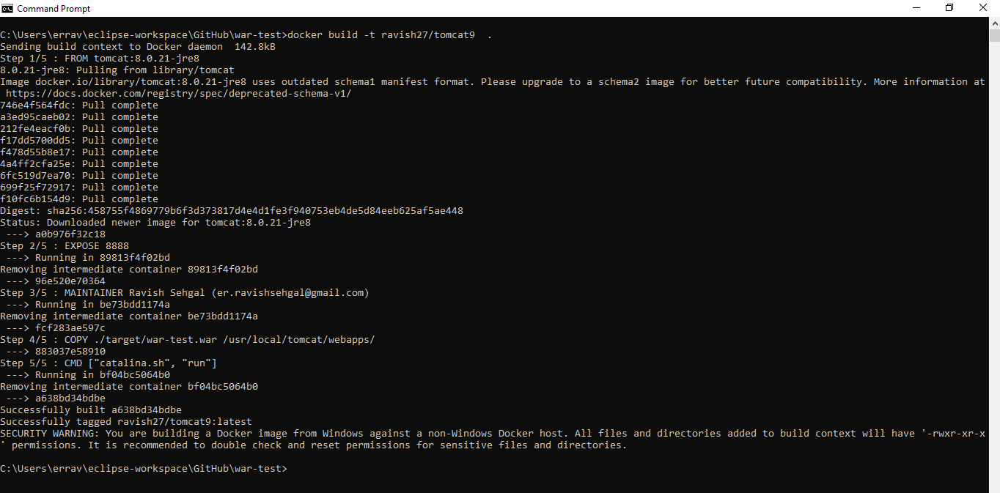 Command Prompt
C:\Users\errav\eclipse-workspace\GitHub\war-test>docker build -t ravish27/tomcat9  .
Sending build context to Docker daemon  142.8kB
Step 1/5 : FROM tomcat:8.0.21-jre8
8.0.21-jre8: Pulling from library/tomcat
Image docker.io/library/tomcat:8.0.21-jre8 uses outdated schema1 manifest format. Please upgrade to a schema2 image for better future compatibility. More information at
 https://docs.docker.com/registry/spec/deprecated-schema-v1/
746e4f564fdc: Pull complete
a3ed95caeb02: Pull complete
212fe4eacf0b: Pull complete
f17dd5700dd5: Pull complete
f478d55b8e17: Pull complete
4a4ff2cfa25e: Pull complete
6fc519d7ea70: Pull complete
699f25f72917: Pull complete
f10fc6b154d9: Pull complete
Digest: sha256:458755f4869779b6f3d373817d4e4d1fe3f940753eb4de5d84eeb625af5ae448
Status: Downloaded newer image for tomcat:8.0.21-jre8
 ---> a0b976f32c18
Step 2/5 : EXPOSE 8888
 ---> Running in 89813f4f02bd
Removing intermediate container 89813f4f02bd
 ---> 96e520e70364
Step 3/5 : MAINTAINER Ravish Sehgal (er.ravishsehgal@gmail.com)
 ---> Running in be73bdd1174a
Removing intermediate container be73bdd1174a
 ---> fcf283ae597c
Step 4/5 : COPY ./target/war-test.war /usr/local/tomcat/webapps/
 ---> 883037e58910
Step 5/5 : CMD ["catalina.sh", "run"]
 ---> Running in bf04bc5064b0
Removing intermediate container bf04bc5064b0
 ---> a638bd34bdbe
Successfully built a638bd34bdbe
Successfully tagged ravish27/tomcat9:latest
SECURITY WARNING: You are building a Docker image from Windows against a non-Windows Docker host. All files and directories added to build context will have '-rwxr-xr-x
' permissions. It is recommended to double check and reset permissions for sensitive files and directories.
C:\Users\errav\eclipse-workspace\GitHub\war-test>